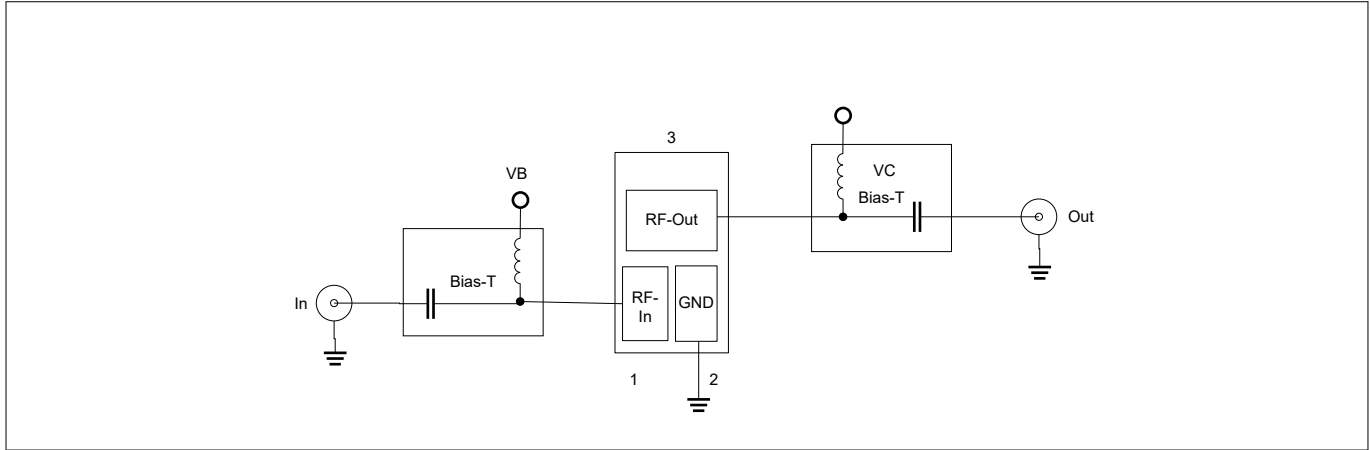 3
VB
VC
Bias-T
RF-Out
Out
Bias-T
In
RF-
In
GND
1
2